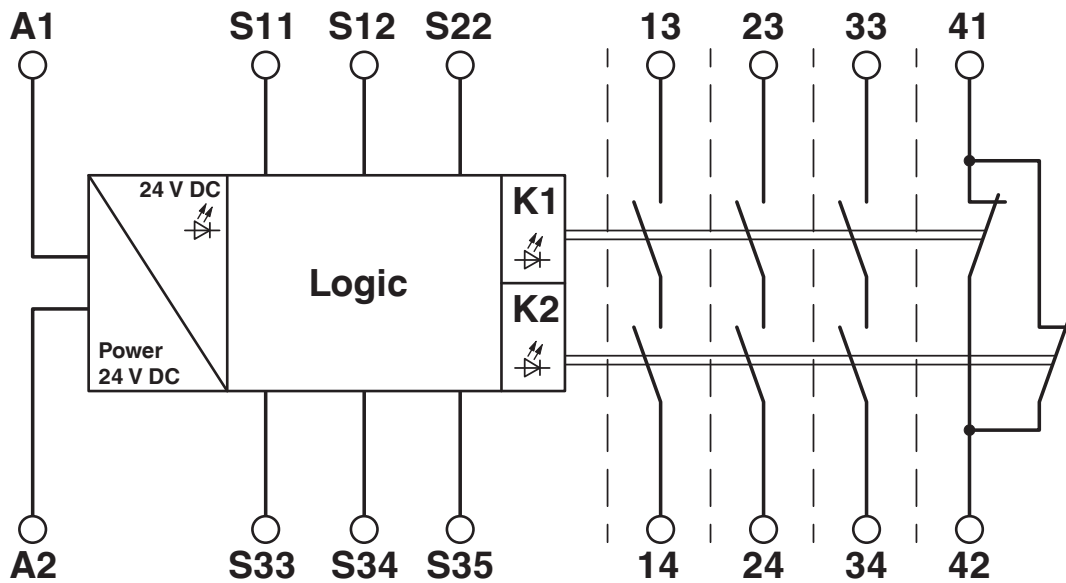 A1 S11 S12 S22 13 23 33 41
24 V DC
K1
Logic
K2
Power
24 V DC
A2 S33 S34 S35 14 24 34 42